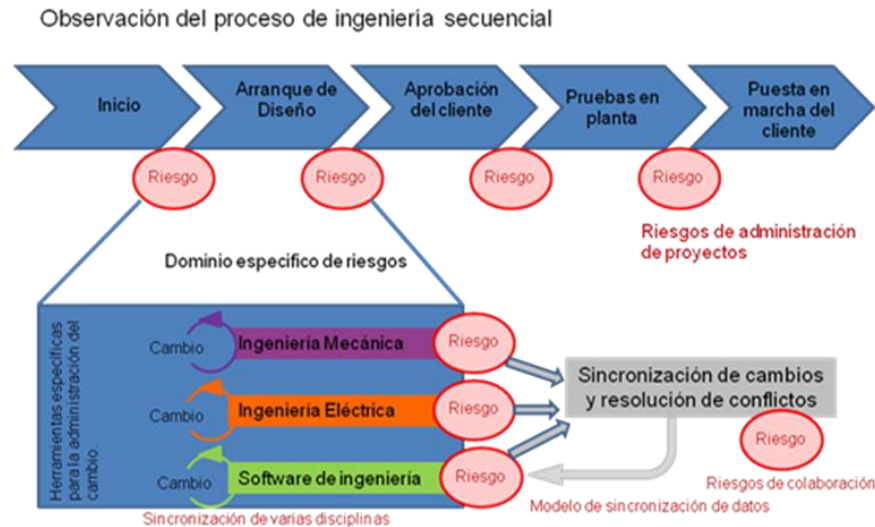 Observación del proceso de ingeniería secuencial
Inicio
Arranque de
Diseño
Aprobación
del cliente
Pruebas en
planta
Puesta en
marcha del
cliente
Riesgo
Riesgo
Riesgo
Riesgo
Riesgos de administración
de proyectos
Dominio especifico de riesgos
Herramientas específicas
para la administración del
cambio.
Cambio
Ingeniería Mecánica
Riesgo
Cambio
Ingeniería Eléctrica
Riesgo
Cambio
Software de ingeniería
Riesgo
Sincronización de cambios
y resolución de conflictos
Riesgo
Riesgos de colaboración
Modelo de sincronización de datos
Sincronización de varias disciplinas